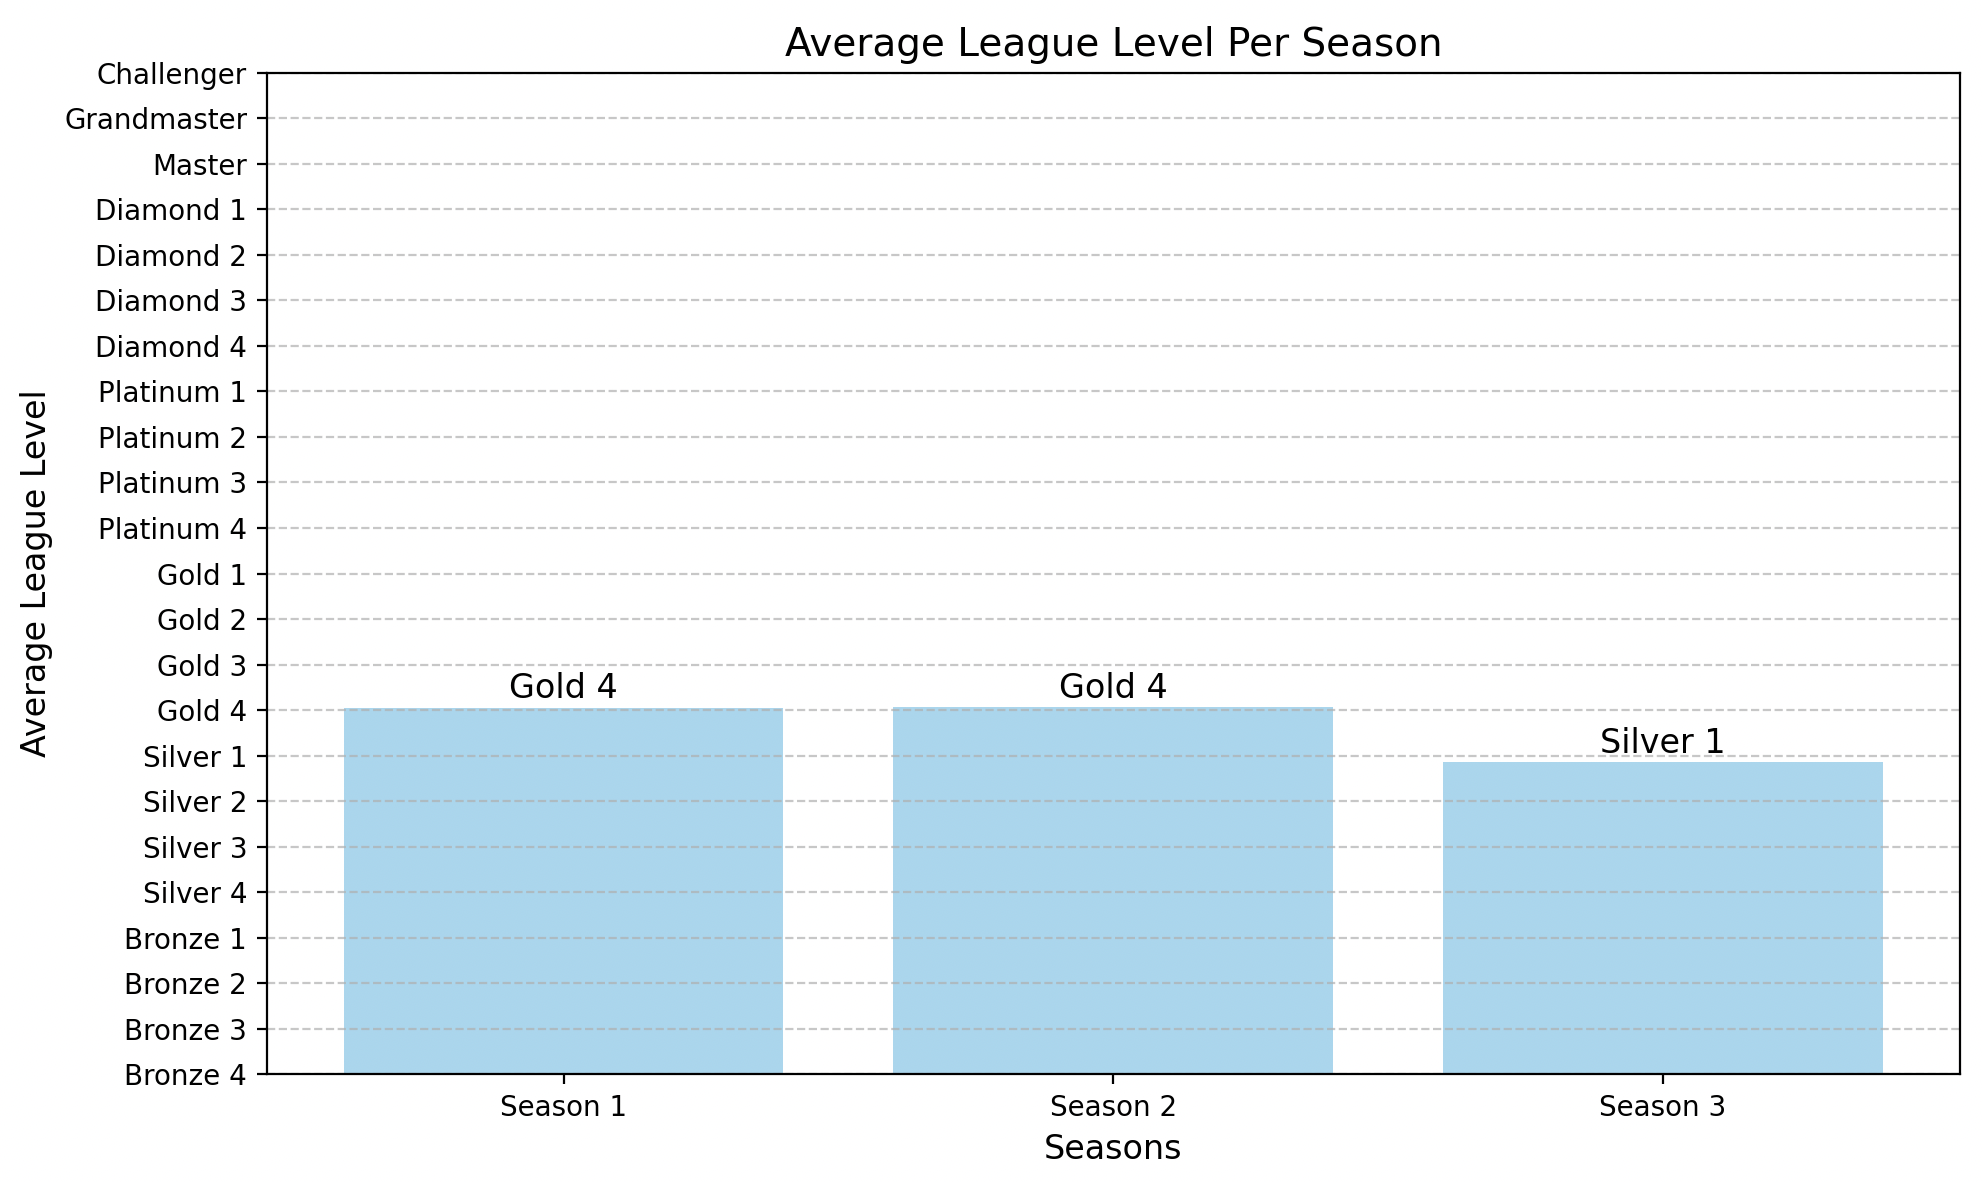 Average League Level Per Season
Average League Level
Challenger
Grandmaster
Master
Diamond 1
Diamond 2
Diamond 3
Diamond 4
Platinum 1
Platinum 2
Platinum 3
Platinum 4
Gold 1
Gold 2
Gold 3
Gold 4
Silver 1
Silver 2
Silver 3
Silver 4
Bronze 1
Bronze 2
Bronze 3
Bronze 4
Gold 4
Gold 4
Silver 1
Season 1
Season 2
Season 3
Seasons